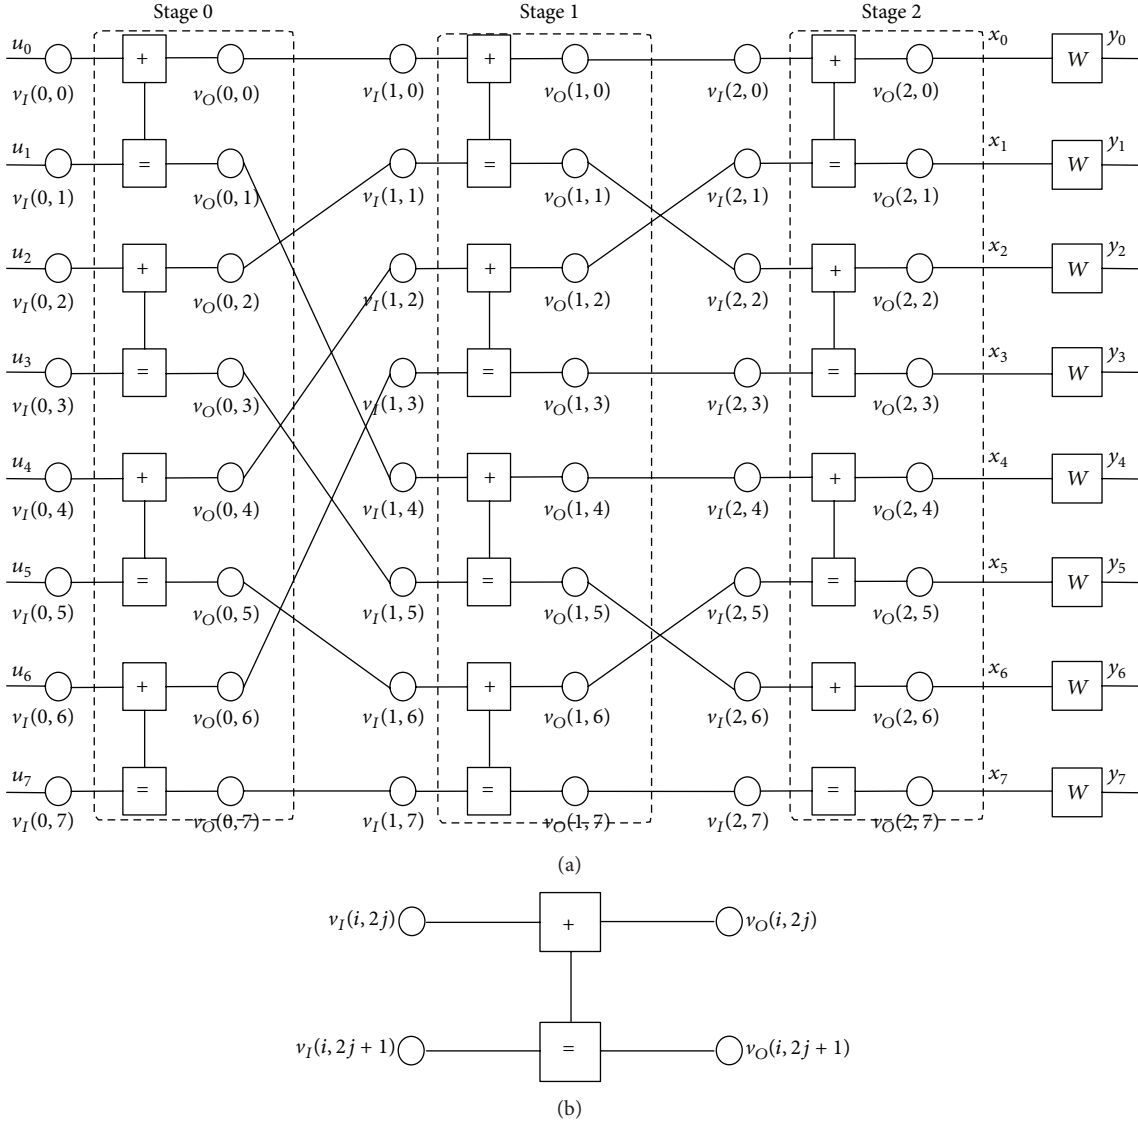 Stage 0 Stage 1 Stage 2
u0 + x0 W y0
+ +
vI(0, 0) vO(0, 0) vI(1, 0) vO(1, 0) vI(2, 0) vO(2, 0)
u1 = = = x1 W y1
vI(0, 1) vO(0, 1) vI(1, 1) vO(1, 1) vI(2, 1) vO(2, 1)
u2 + + + x2 W y2
vI(0, 2) vO(0, 2) vI(1, 2) vO(1, 2) vI(2, 2) vO(2, 2)
u3 = = = x3 W y3
vI(0, 3) vO(0, 3) vI(1, 3) vO(1, 3) vI(2, 3) vO(2, 3)
u4 + + + x4 W y4
vI(0, 4) vO(0, 4) vI(1, 4) vO(1, 4) vI(2, 4) vO(2, 4)
u5 = = = x5 W y5
vI(0, 5) vO(0, 5) vI(1, 5) vO(1, 5) vI(2, 5) vO(2, 5)
u6 + + + x6 W y6
vI(0, 6) vO(0, 6) vI(1, 6) vO(1, 6) vI(2, 6) vO(2, 6)
u7 = = = x7 W y7
vI(0, 7) vO(0, 7) vI(1, 7) vO(1, 7) vI(2, 7) vO(2, 7)
(a)
vI(i, 2j) + vO(i, 2j)
vI(i, 2j + 1) = vO(i, 2j + 1)
(b)